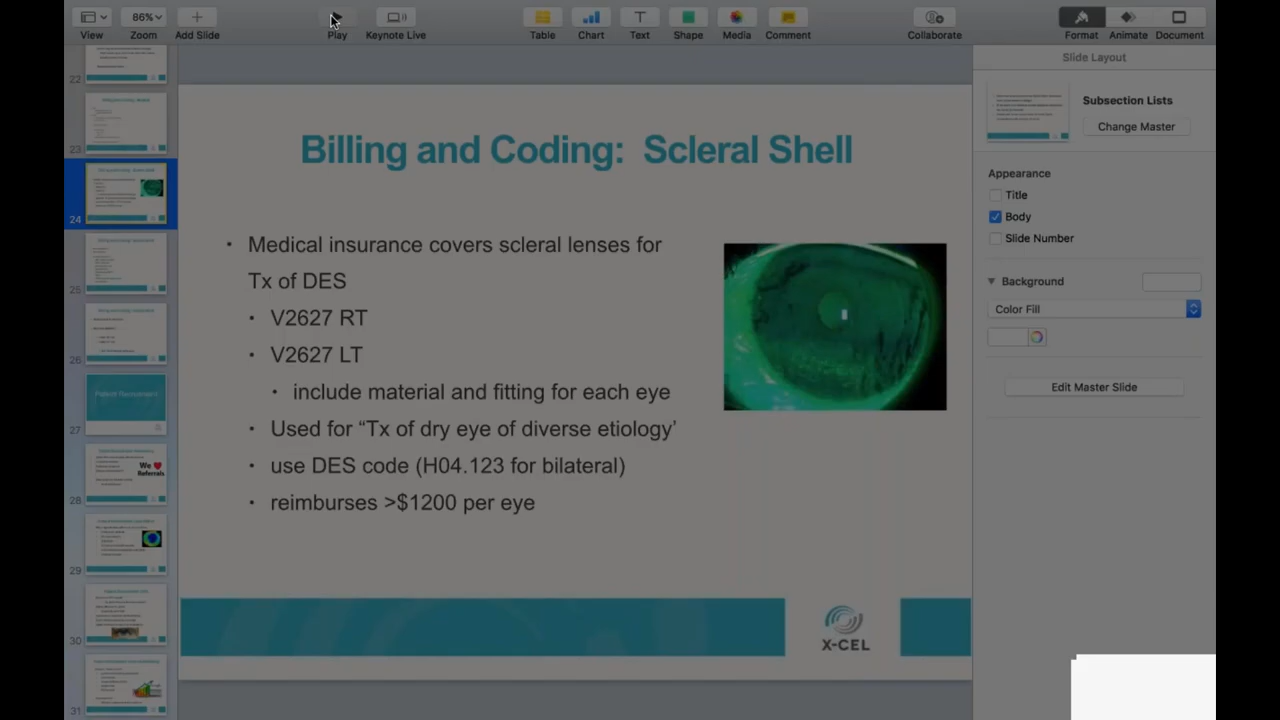 View
86%
Zoom
Add Slide
Play
Keynote Live
Table
Chart
Text
Shape
Media
Comment
Collaborate
Format
Animate
Document
22
23
24
25
26
27
Patient Recruitment
28
We
Referrals
29
30
31
Billing and Coding: Scleral Shell
• Medical insurance covers scleral lenses for
Tx of DES
• V2627 RT
• V2627 LT
• include material and fitting for each eye
• Used for “Tx of dry eye of diverse etiology’
• use DES code (H04.123 for bilateral)
• reimburses >$1200 per eye
X-CEL
Slide Layout
Subsection Lists
Change Master
Appearance
Title
Body
Slide Number
Background
Color Fill
Edit Master Slide